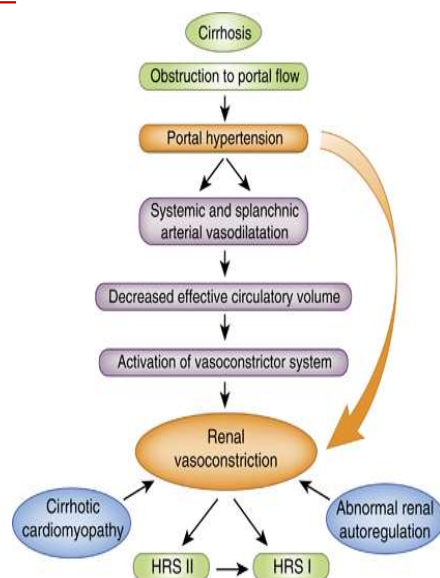 Cirrhosis
Obstruction to portal flow
Portal hypertension
Systemic and splanchnic
arterial vasodilatation
Decreased effective circulatory volume
Activation of vasoconstrictor system
Renal
vasoconstriction
Cirrhotic
cardiomyopathy
Abnormal renal
autoregulation
HRS II
HRS I